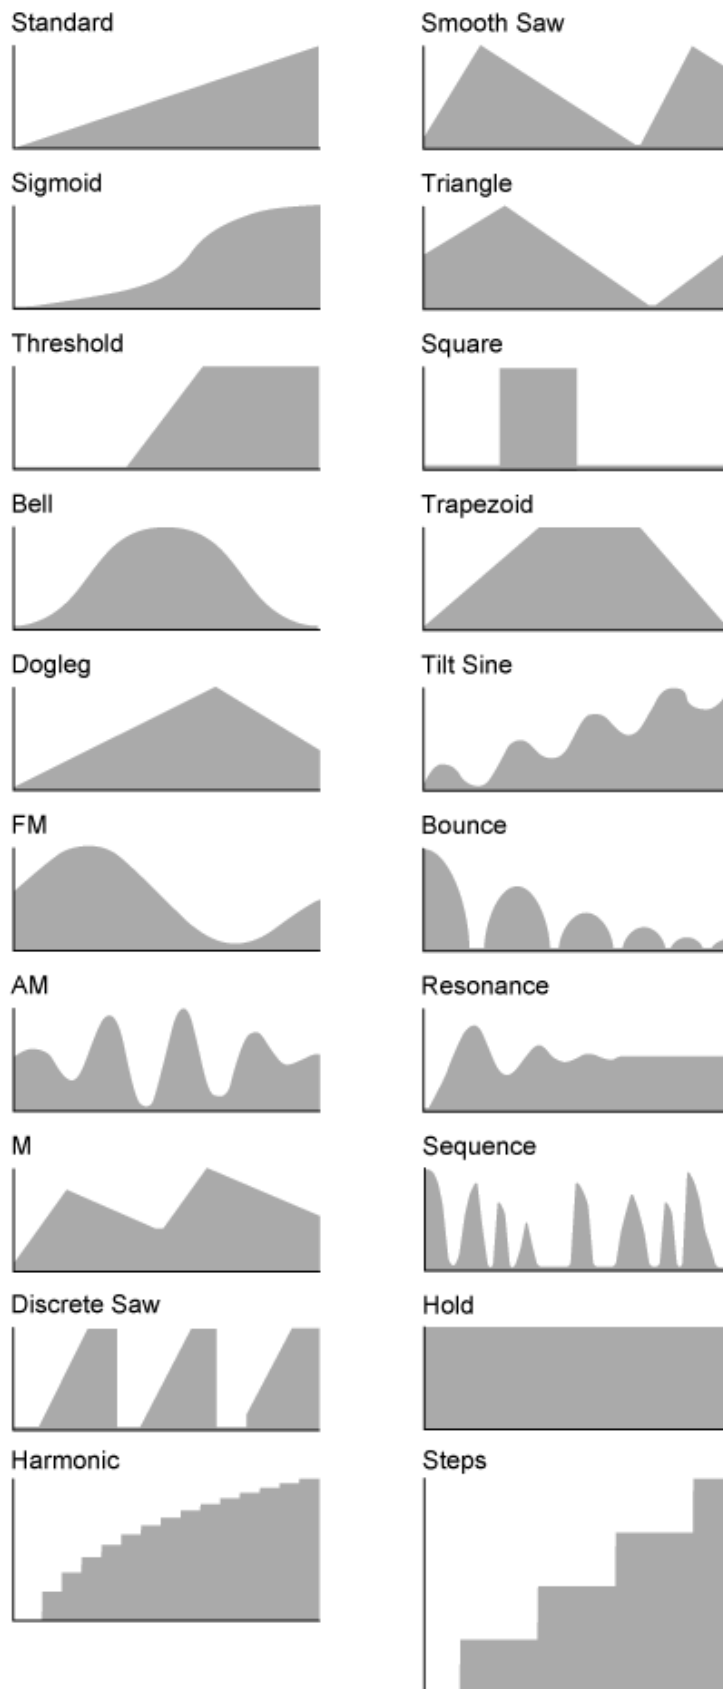 Standard
Smooth Saw
Sigmoid
Triangle
Threshold
Square
Bell
Trapezoid
Dogleg
Tilt Sine
FM
Bounce
AM
Resonance
M
Sequence
Discrete Saw
Hold
Harmonic
Steps